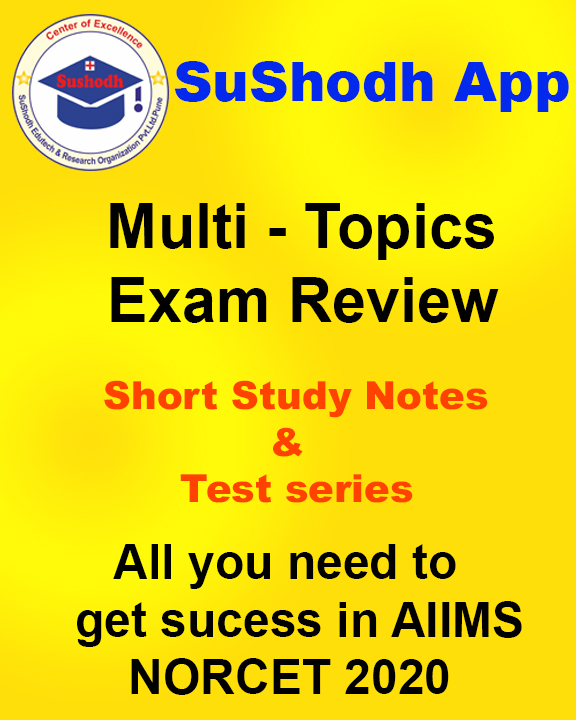 Center of Excellence
Sushodh
SuShodh Edutech & Research Organization Pvt.Ltd.Pune
SuShodh App
Multi - Topics
Exam Review
Short Study Notes
&
Test series
All you need to
get sucess in AIIMS
NORCET 2020